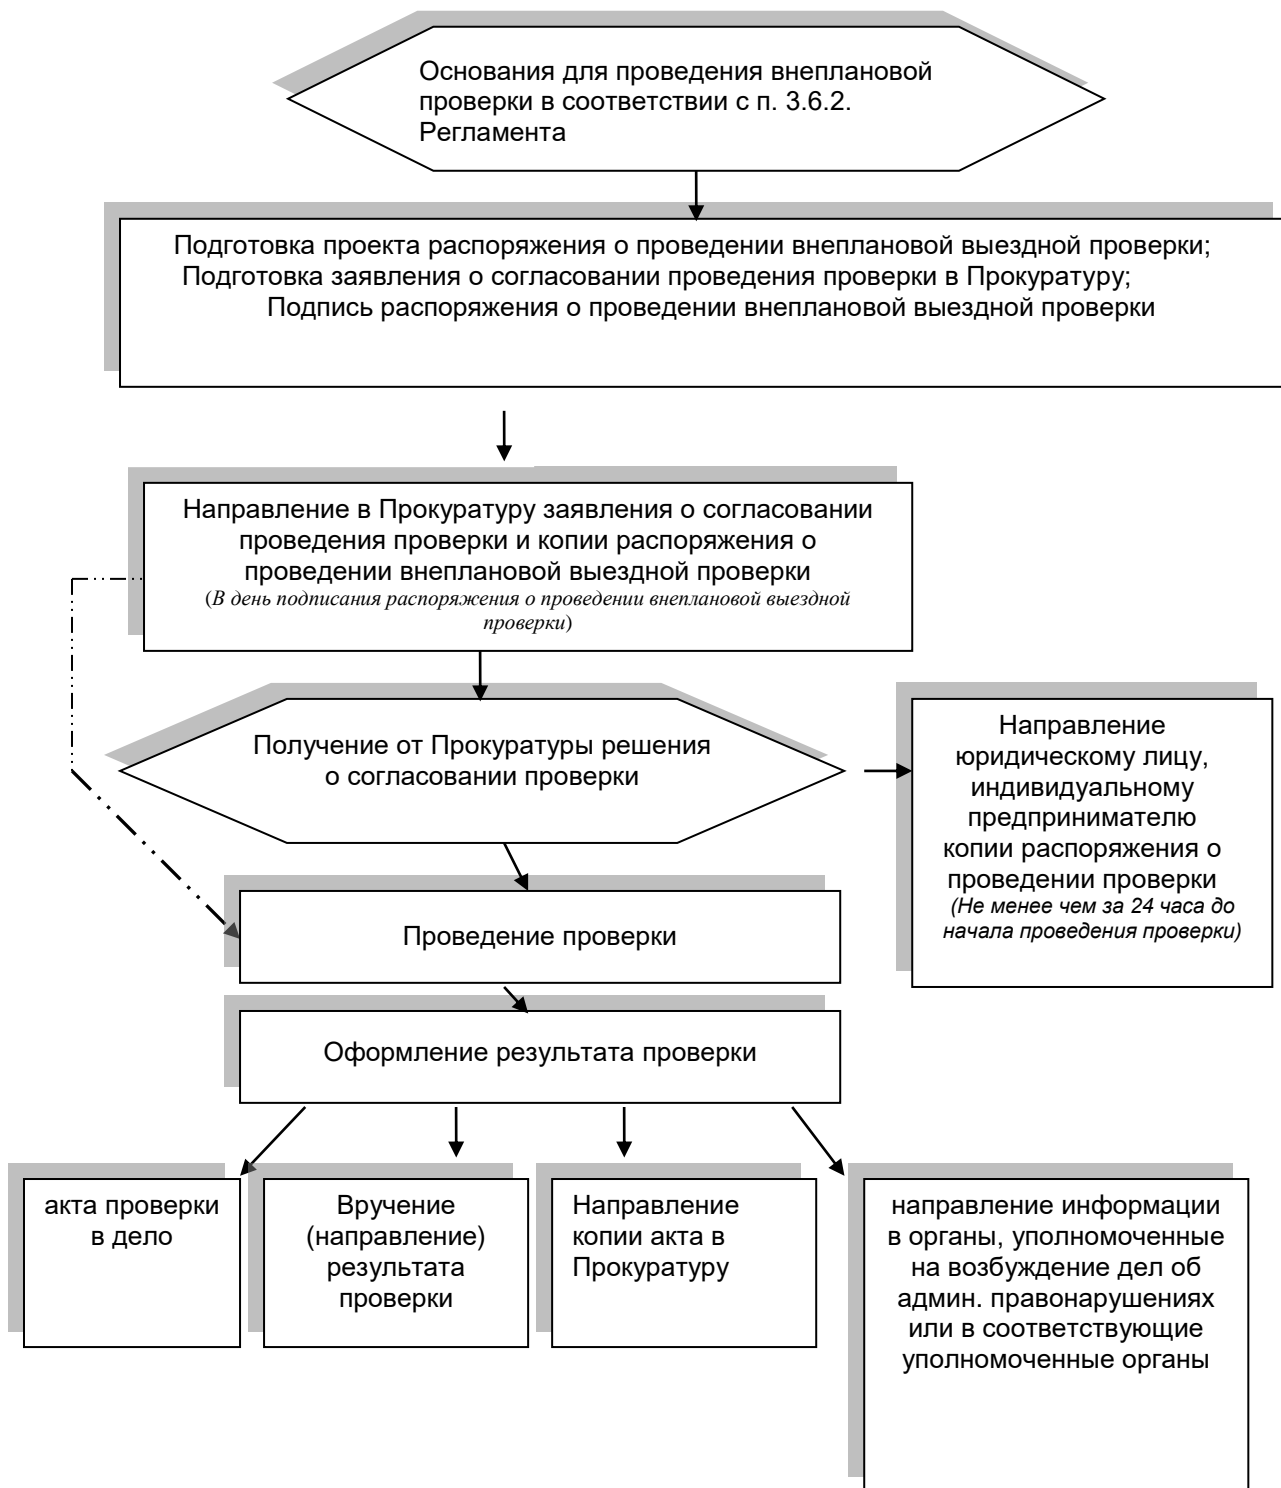 Основания для проведения внеплановой
проверки в соответствии с п. 3.6.2.
Регламента
Подготовка проекта распоряжения о проведении внеплановой выездной проверки;
Подготовка заявления о согласовании проведения проверки в Прокуратуру;
Подпись распоряжения о проведении внеплановой выездной проверки
Направление в Прокуратуру заявления о согласовании
проведения проверки и копии распоряжения о
проведении внеплановой выездной проверки
(В день подписания распоряжения о проведении внеплановой выездной
проверки)
Получение от Прокуратуры решения
о согласовании проверки
Направление
юридическому лицу,
индивидуальному
предпринимателю
копии распоряжения о
проведении проверки
(Не менее чем за 24 часа до
начала проведения проверки)
Проведение проверки
Оформление результата проверки
акта проверки
в дело
Вручение
(направление)
результата
проверки
Направление
копии акта в
Прокуратуру
направление информации
в органы, уполномоченные
на возбуждение дел об
админ. правонарушениях
или в соответствующие
уполномоченные органы